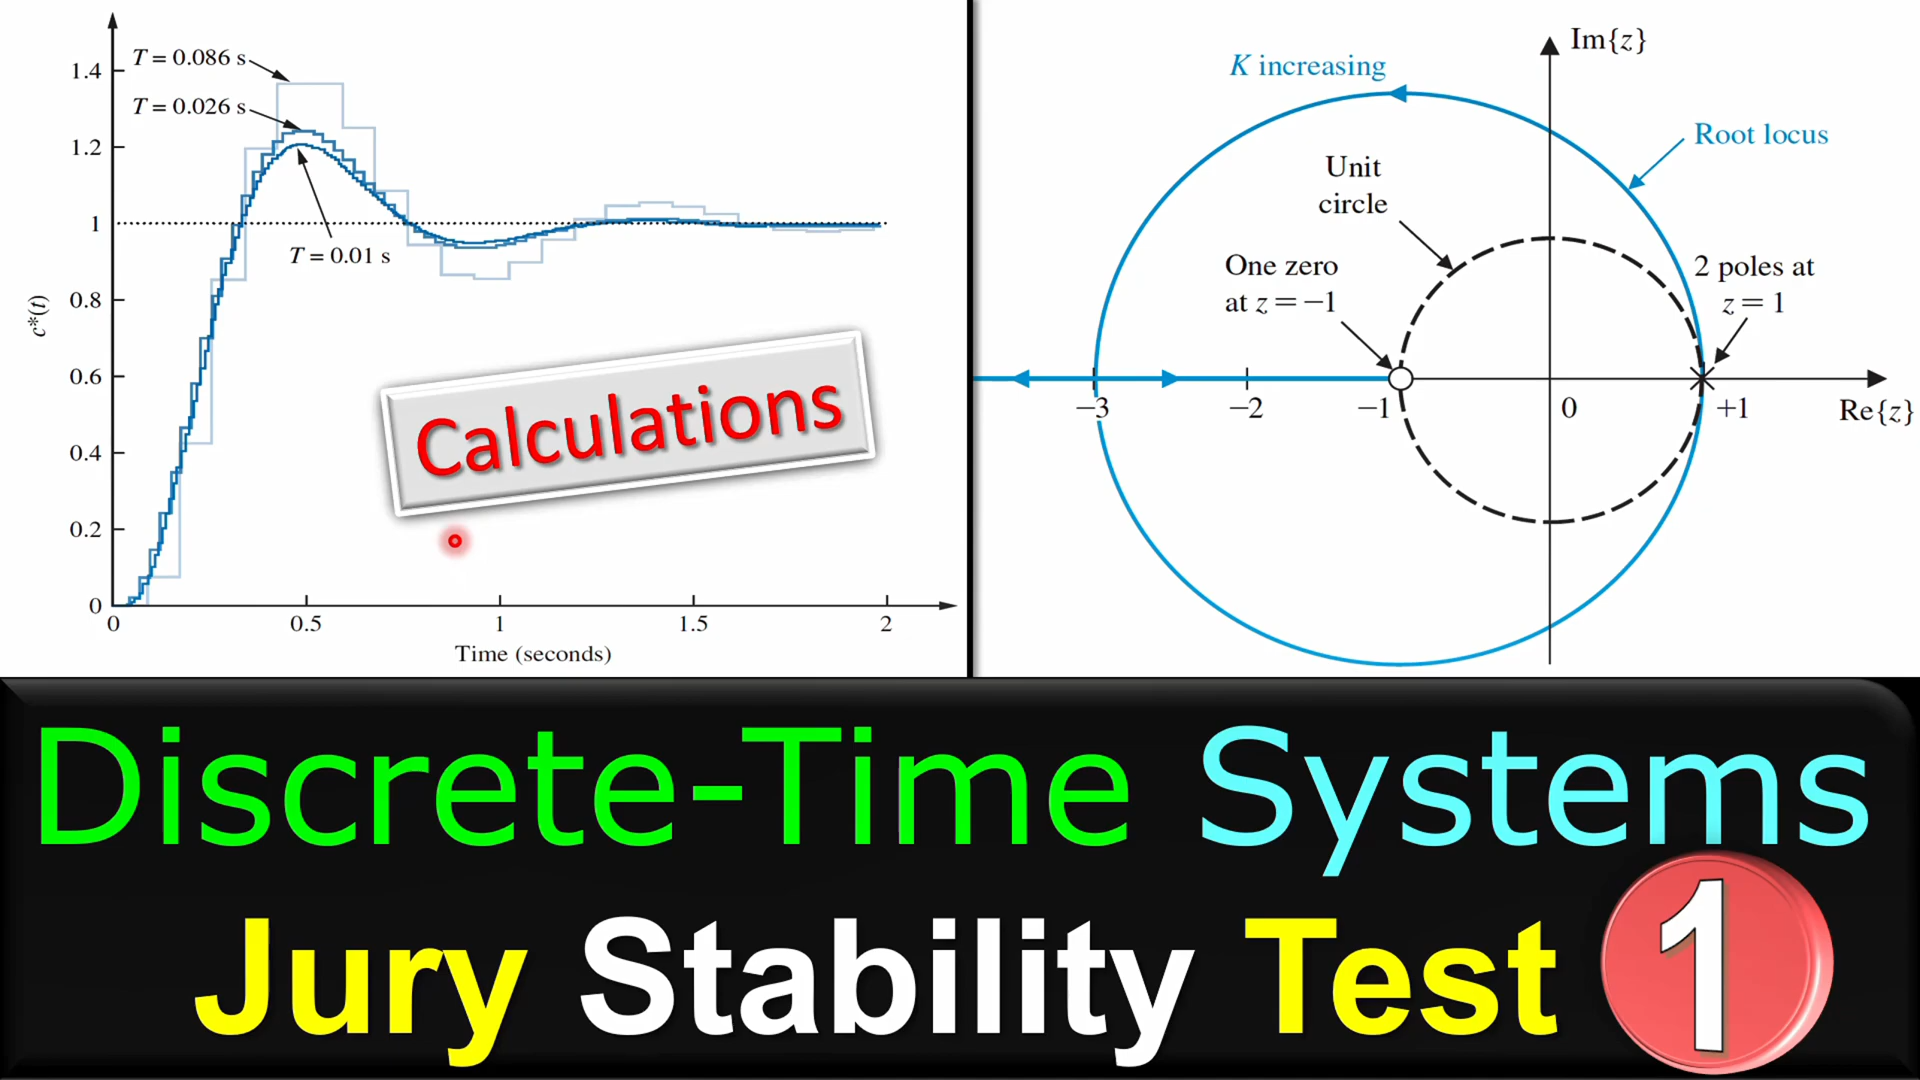 T = 0.086 s
1.4
T = 0.026 s
1.2
1
T = 0.01 s
0.8
c*(t)
0.6
0.4
0.2
0
0 0.5 1 1.5 2
Time (seconds)
Calculations
Im{z}
K increasing
Root locus
Unit
circle
One zero
at z = −1
2 poles at
z = 1
−3 −2 −1 0 +1 Re{z}
Discrete-Time Systems
Jury Stability Test 1